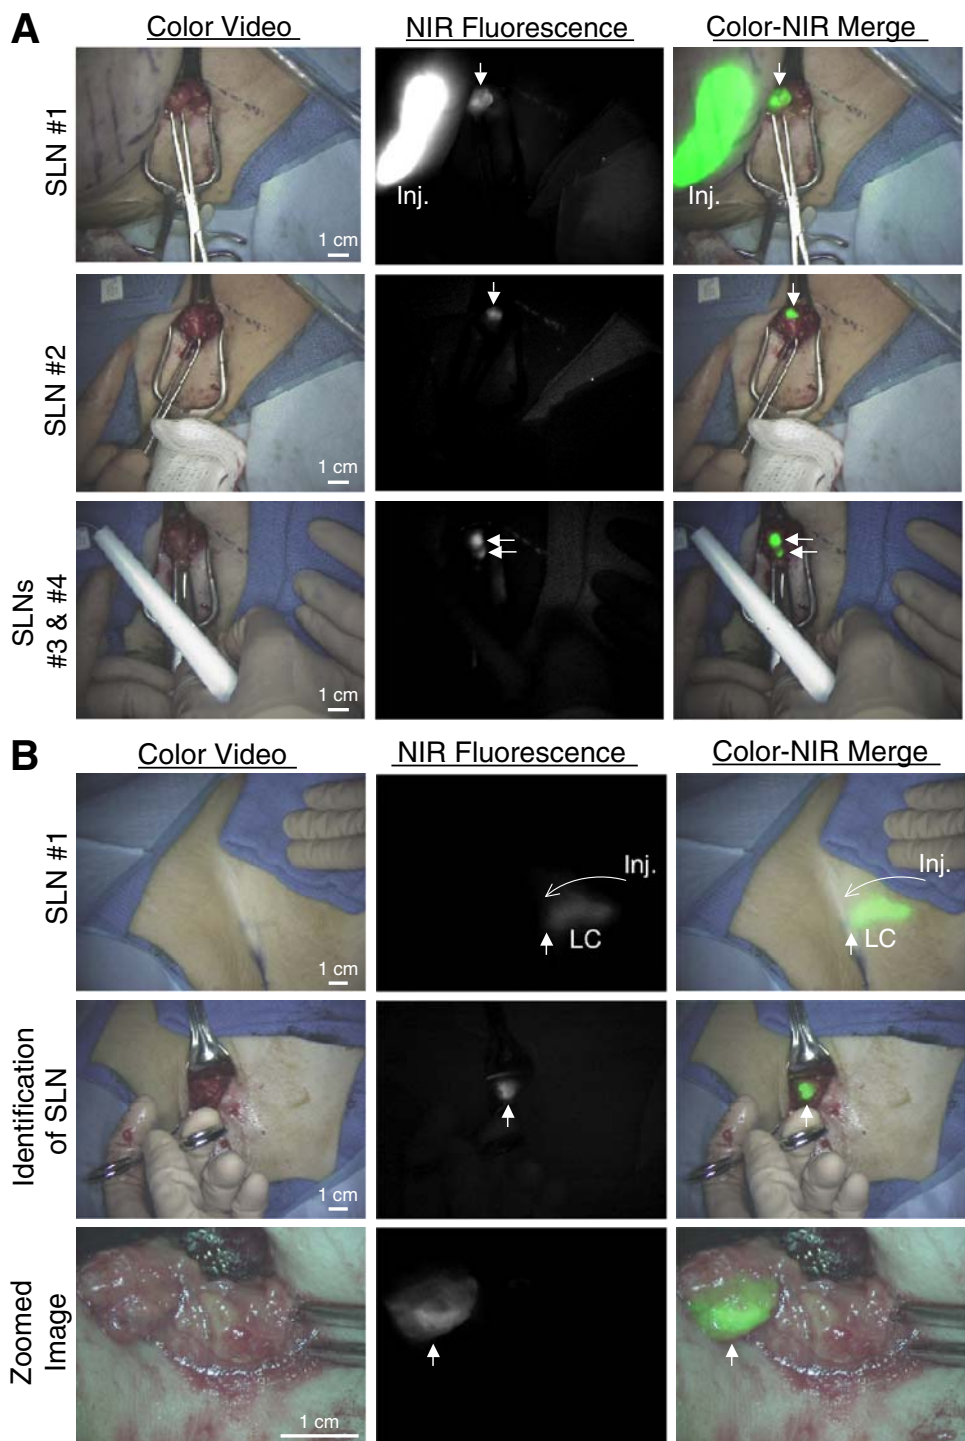 A
Color Video
NIR Fluorescence
Color-NIR Merge
SLN #1
1 cm
Inj.
Inj.
SLN #2
1 cm
SLNs
#3 & #4
1 cm
B
Color Video
NIR Fluorescence
Color-NIR Merge
SLN #1
1 cm
Inj.
LC
Inj.
LC
Identification
of SLN
1 cm
Zoomed
Image
1 cm